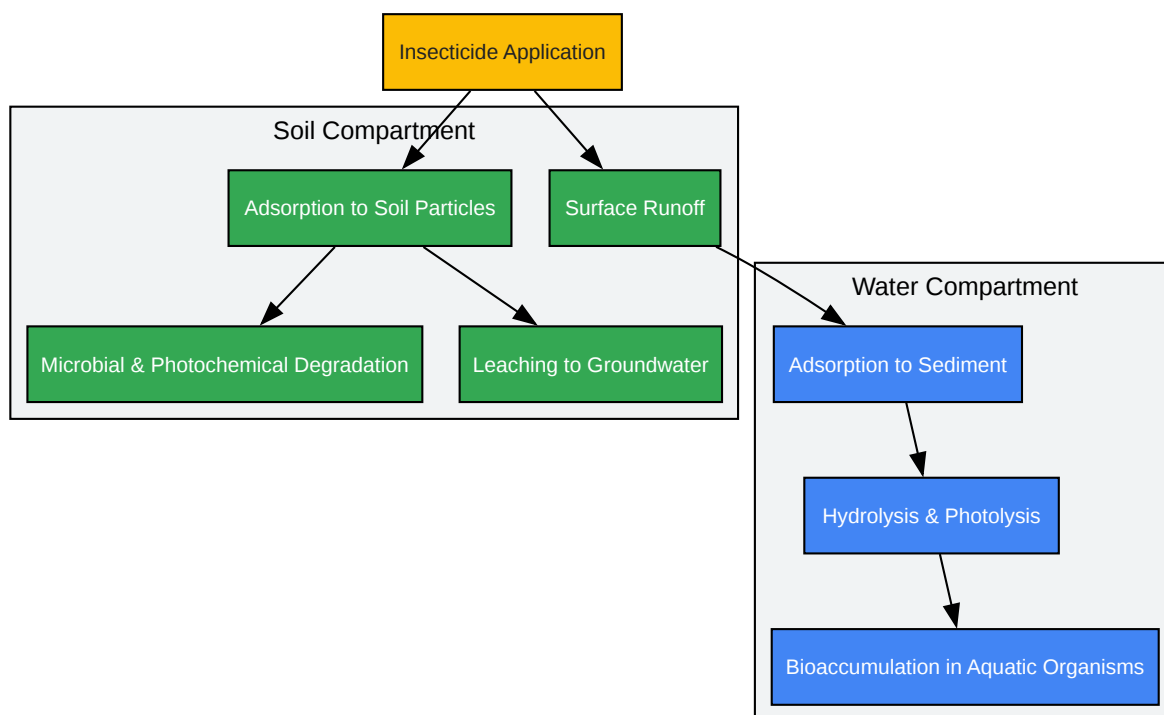 Insecticide Application
Soil Compartment
Adsorption to Soil Particles
Surface Runoff
Microbial & Photochemical Degradation
Leaching to Groundwater
Water Compartment
Adsorption to Sediment
Hydrolysis & Photolysis
Bioaccumulation in Aquatic Organisms